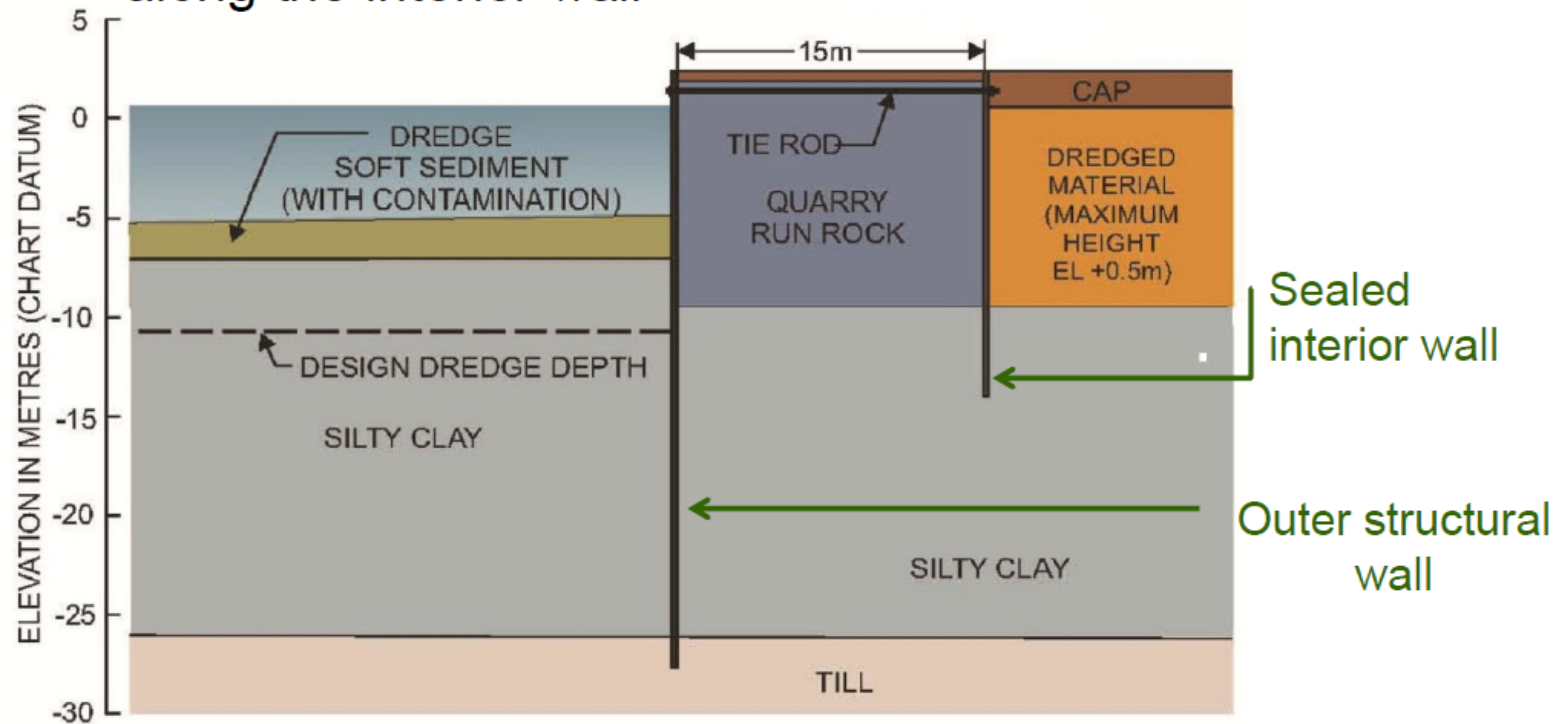 5
0
-5
-10
-15
-20
-25
-30
ELEVATION IN METRES (CHART DATUM)
15m
CAP
DREDGE
SOFT SEDIMENT
(WITH CONTAMINATION)
TIE ROD
QUARRY
RUN ROCK
DREDGED
MATERIAL
(MAXIMUM
HEIGHT
EL +0.5m)
Sealed
interior wall
DESIGN DREDGE DEPTH
SILTY CLAY
Outer structural
wall
SILTY CLAY
TILL